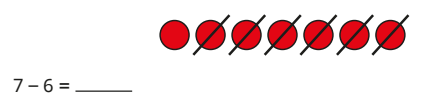 7 – 6 = ______